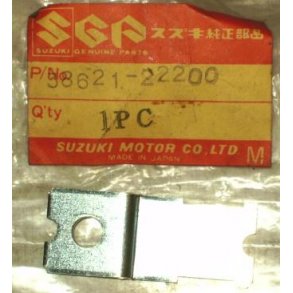 SGP スズキ純正部品
SUZUKI GENUINE PARTS
P/No. 38621-22200
Q'ty 1PC
SUZUKI MOTOR CO,LTD
MADE IN JAPAN M